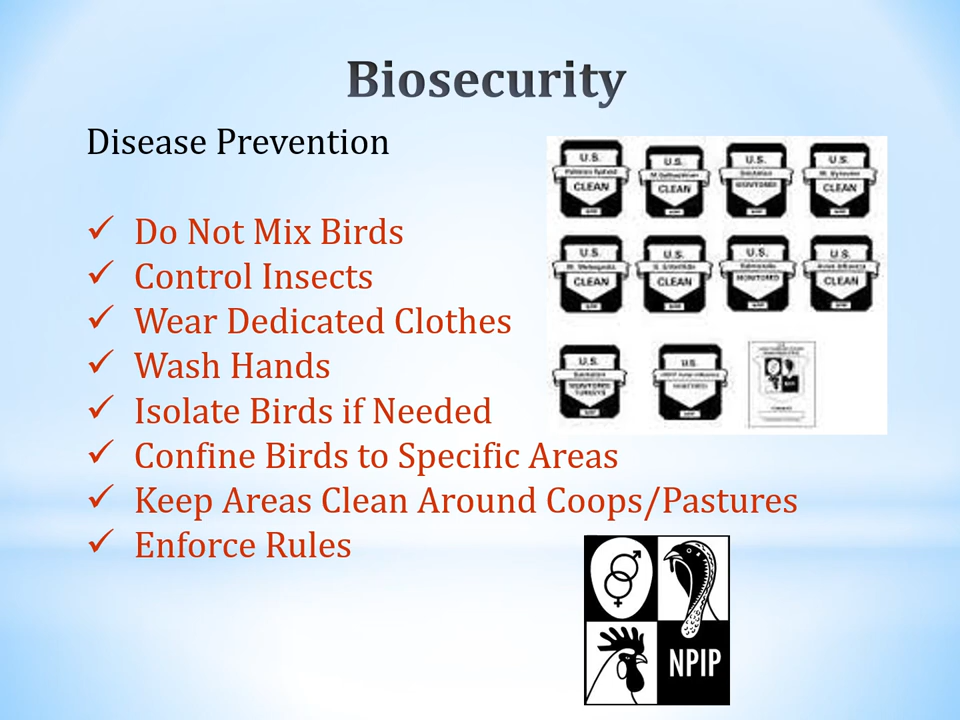 Biosecurity
Disease Prevention
✓ Do Not Mix Birds
✓ Control Insects
✓ Wear Dedicated Clothes
✓ Wash Hands
✓ Isolate Birds if Needed
✓ Confine Birds to Specific Areas
✓ Keep Areas Clean Around Coops/Pastures
✓ Enforce Rules
U.S.
CLEAN
U.S.
CLEAN
U.S.
MONITORED
U.S.
CLEAN
U.S.
CLEAN
U.S.
CLEAN
U.S.
MONITORED
U.S.
CLEAN
U.S.
MONITORED
TURKEYS
U.S.
MONITORED
NPIP